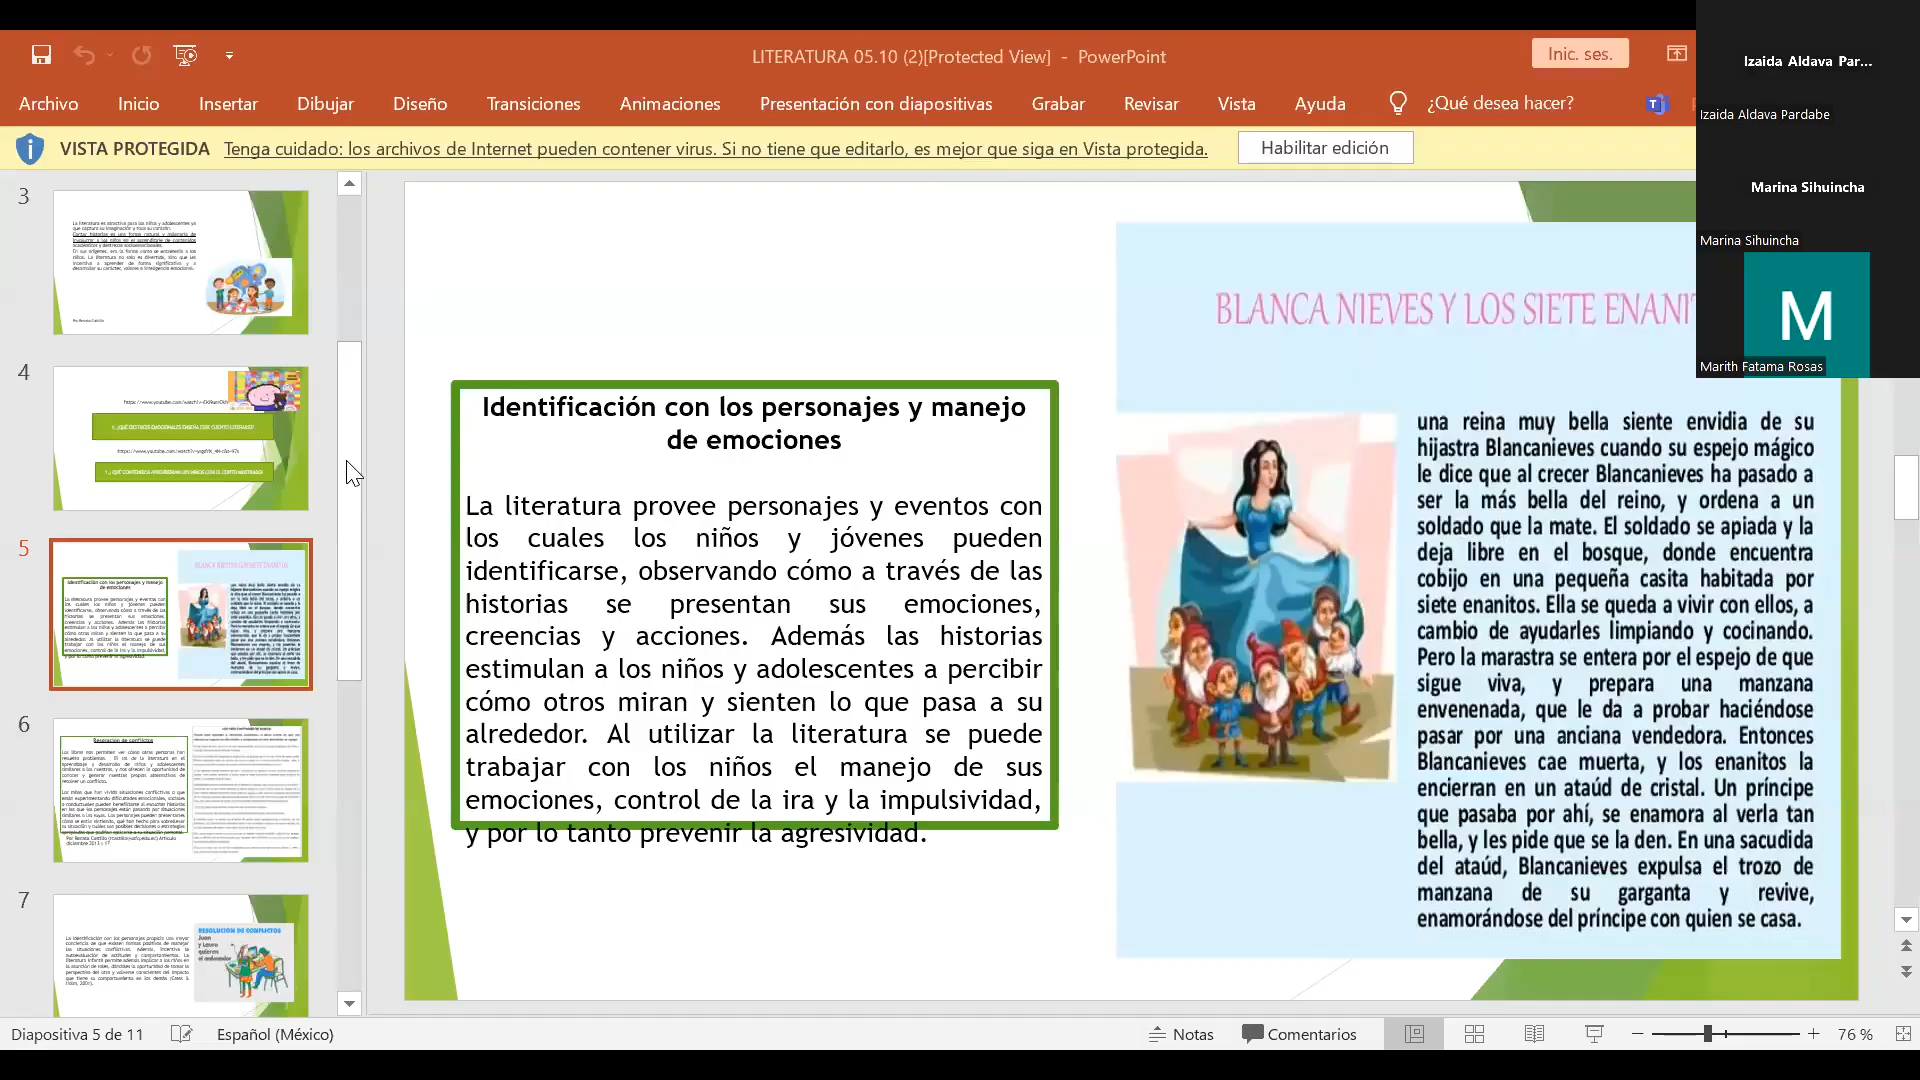 LITERATURA 05.10 (2)[Protected View] - PowerPoint
Inic. ses.
Archivo Inicio Insertar Dibujar Diseño Transiciones Animaciones Presentación con diapositivas Grabar Revisar Vista Ayuda ¿Qué desea hacer?
VISTA PROTEGIDA Tenga cuidado: los archivos de Internet pueden contener virus. Si no tiene que editarlo, es mejor que siga en Vista protegida. Habilitar edición
Izaida Aldava Par...
Izaida Aldava Pardabe
Marina Sihuincha
Marina Sihuincha
M
Marith Fatama Rosas
3
4
5
6
Resolución de conflictos
7
RESOLUCIÓN DE CONFLICTOS
Juan
y Laura
quieren
el ordenador
Identificación con los personajes y manejo
de emociones
La literatura provee personajes y eventos con
los cuales los niños y jóvenes pueden
identificarse, observando cómo a través de las
historias se presentan sus emociones,
creencias y acciones. Además las historias
estimulan a los niños y adolescentes a percibir
cómo otros miran y sienten lo que pasa a su
alrededor. Al utilizar la literatura se puede
trabajar con los niños el manejo de sus
emociones, control de la ira y la impulsividad,
y por lo tanto prevenir la agresividad.
BLANCA NIEVES Y LOS SIETE ENANIT
una reina muy bella siente envidia de su
hijastra Blancanieves cuando su espejo mágico
le dice que al crecer Blancanieves ha pasado a
ser la más bella del reino, y ordena a un
soldado que la mate. El soldado se apiada y la
deja libre en el bosque, donde encuentra
cobijo en una pequeña casita habitada por
siete enanitos. Ella se queda a vivir con ellos, a
cambio de ayudarles limpiando y cocinando.
Pero la marastra se entera por el espejo de que
sigue viva, y prepara una manzana
envenenada, que le da a probar haciéndose
pasar por una anciana vendedora. Entonces
Blancanieves cae muerta, y los enanitos la
encierran en un ataúd de cristal. Un príncipe
que pasaba por ahí, se enamora al verla tan
bella, y les pide que se la den. En una sacudida
del ataúd, Blancanieves expulsa el trozo de
manzana de su garganta y revive,
enamorándose del príncipe con quien se casa.
Diapositiva 5 de 11 Español (México) Notas Comentarios 76 %